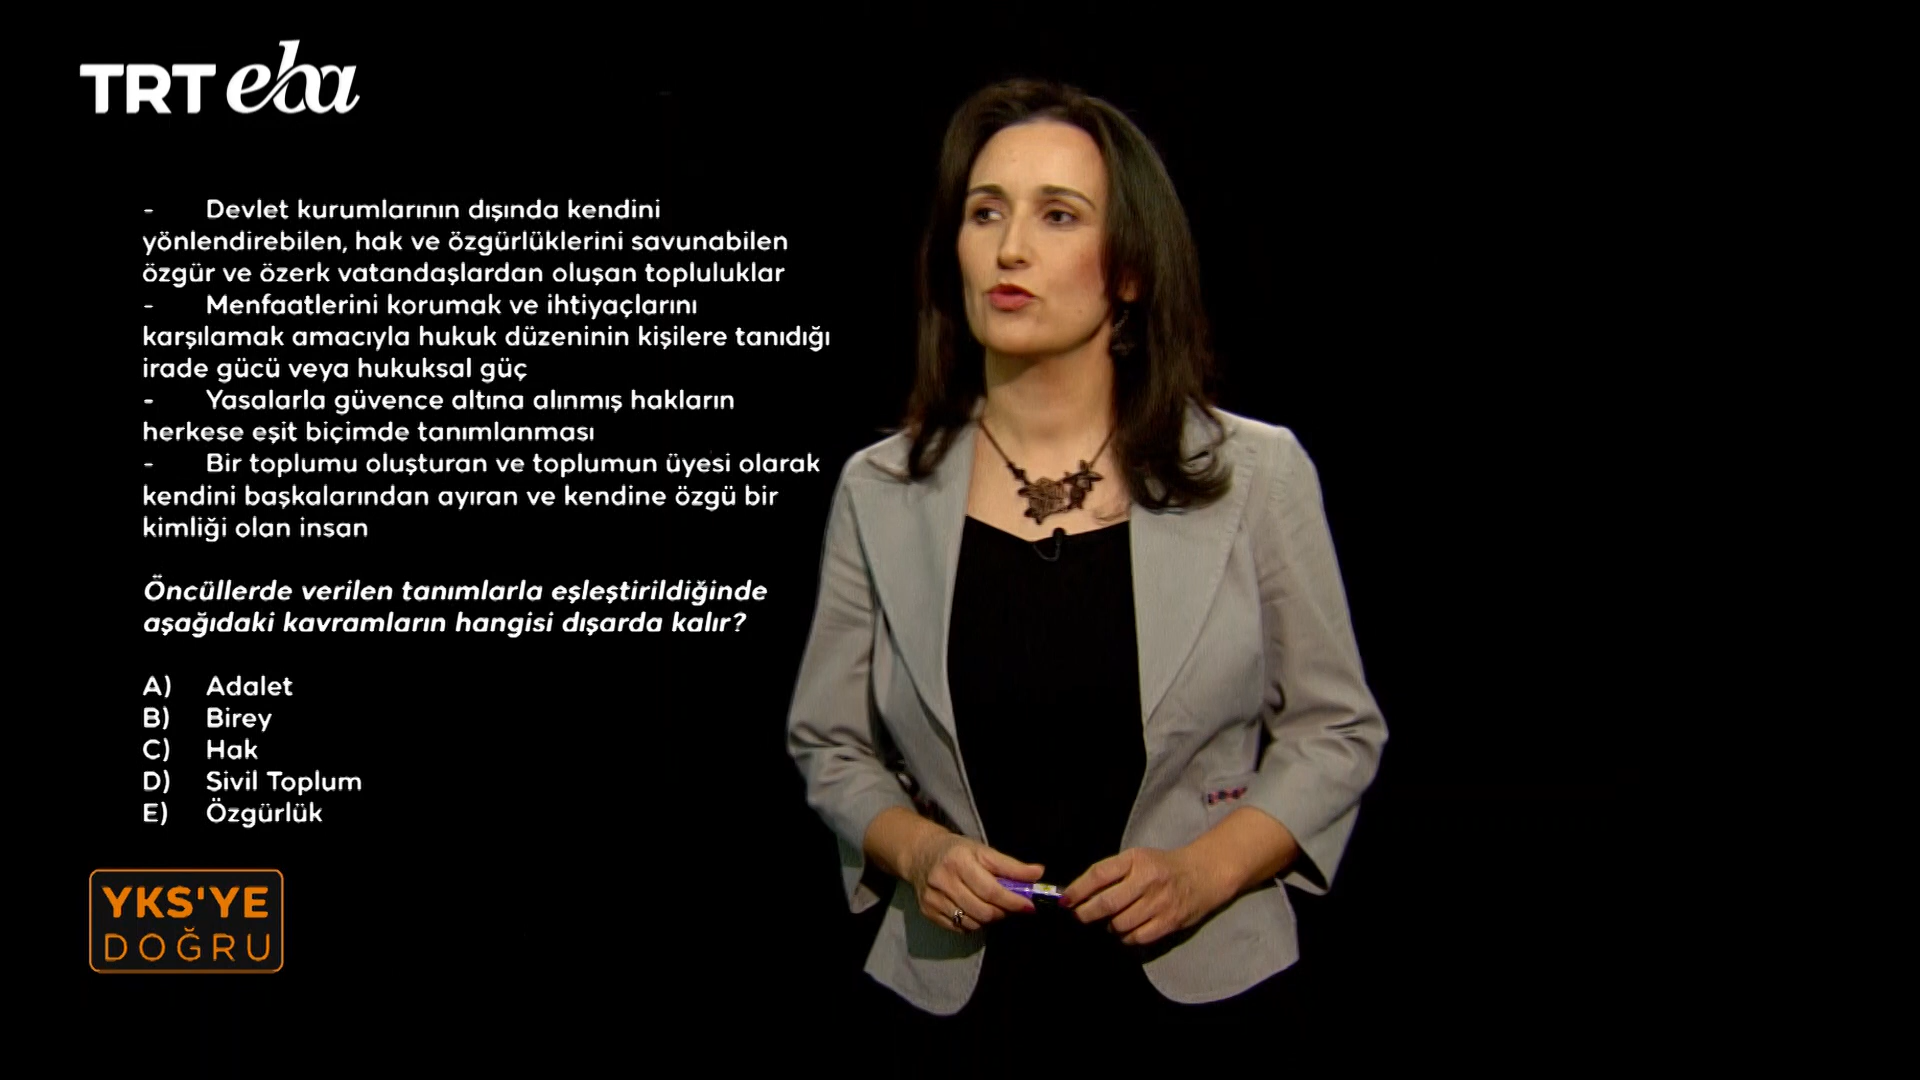 TRT eba
- Devlet kurumlarının dışında kendini
yönlendirebilen, hak ve özgürlüklerini savunabilen
özgür ve özerk vatandaşlardan oluşan topluluklar
- Menfaatlerini korumak ve ihtiyaçlarını
karşılamak amacıyla hukuk düzeninin kişilere tanıdığı
irade gücü veya hukuksal güç
- Yasalarla güvence altına alınmış hakların
herkese eşit biçimde tanımlanması
- Bir toplumu oluşturan ve toplumun üyesi olarak
kendini başkalarından ayıran ve kendine özgü bir
kimliği olan insan
Öncüllerde verilen tanımlarla eşleştirildiğinde
aşağıdaki kavramların hangisi dışarda kalır?
A) Adalet
B) Birey
C) Hak
D) Sivil Toplum
E) Özgürlük
YKS'YE
DOĞRU